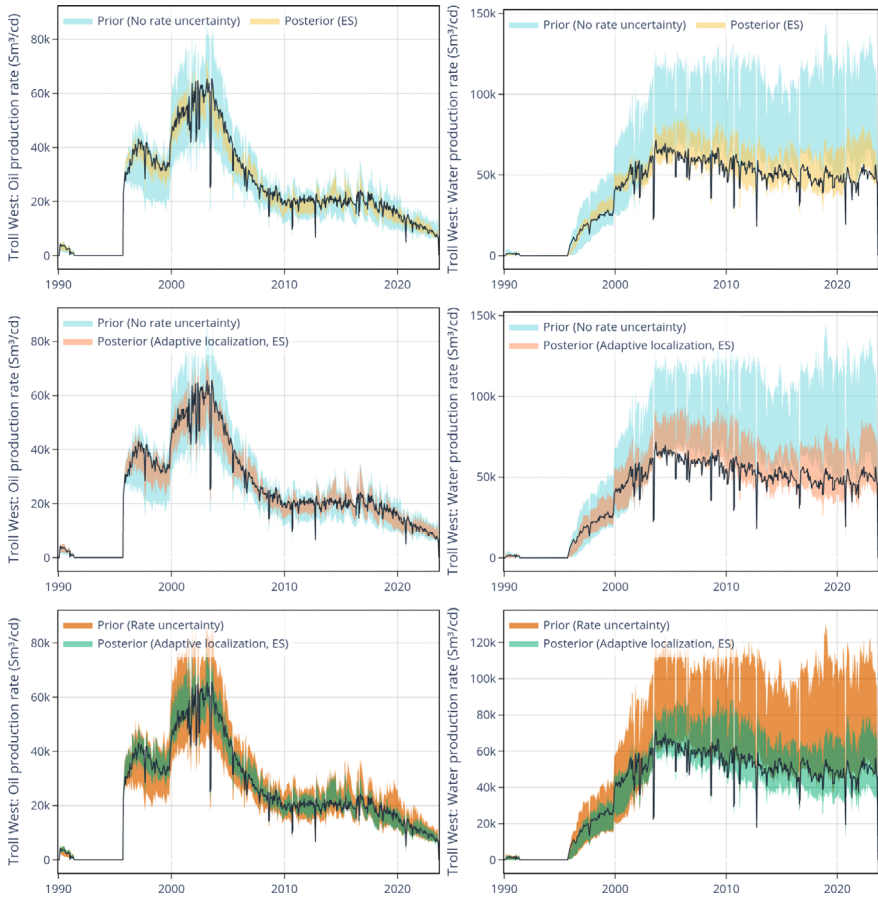 Prior (No rate uncertainty) Posterior (ES)
Troll West: Oil production rate (Sm³/cd)
80k
60k
40k
20k
0
1990 2000 2010 2020
Prior (No rate uncertainty) Posterior (ES)
Troll West: Water production rate (Sm³/cd)
150k
100k
50k
0
1990 2000 2010 2020
Prior (No rate uncertainty)
Posterior (Adaptive localization, ES)
Troll West: Oil production rate (Sm³/cd)
80k
60k
40k
20k
0
1990 2000 2010 2020
Prior (No rate uncertainty)
Posterior (Adaptive localization, ES)
Troll West: Water production rate (Sm³/cd)
150k
100k
50k
0
1990 2000 2010 2020
Prior (Rate uncertainty)
Posterior (Adaptive localization, ES)
Troll West: Oil production rate (Sm³/cd)
80k
60k
40k
20k
0
1990 2000 2010 2020
Prior (Rate uncertainty)
Posterior (Adaptive localization, ES)
Troll West: Water production rate (Sm³/cd)
120k
100k
80k
60k
40k
20k
0
1990 2000 2010 2020